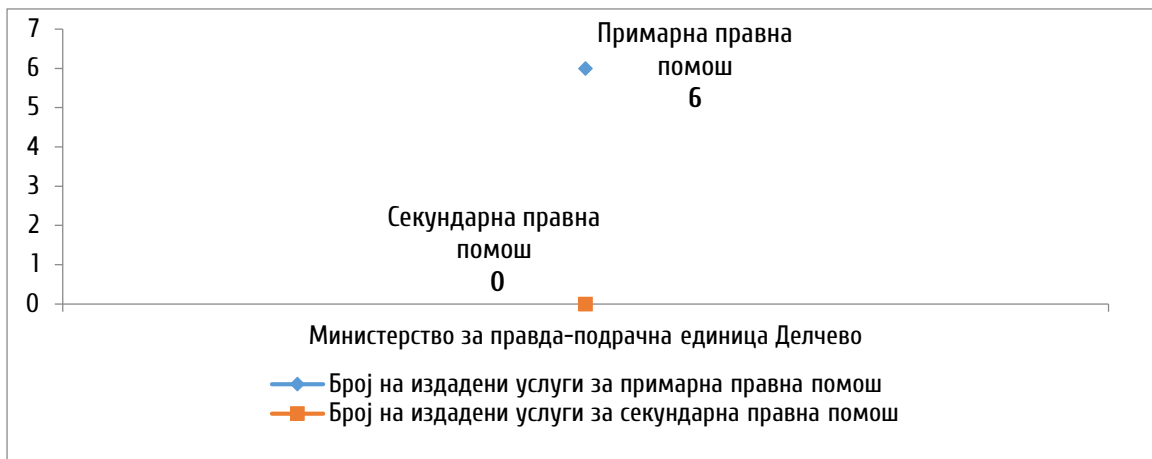 7
6
5
4
3
2
1
0
Примарна правна
помош
6
Секундарна правна
помош
0
Министерство за правда-подрачна единица Делчево
Број на издадени услуги за примарна правна помош
Број на издадени услуги за секундарна правна помош